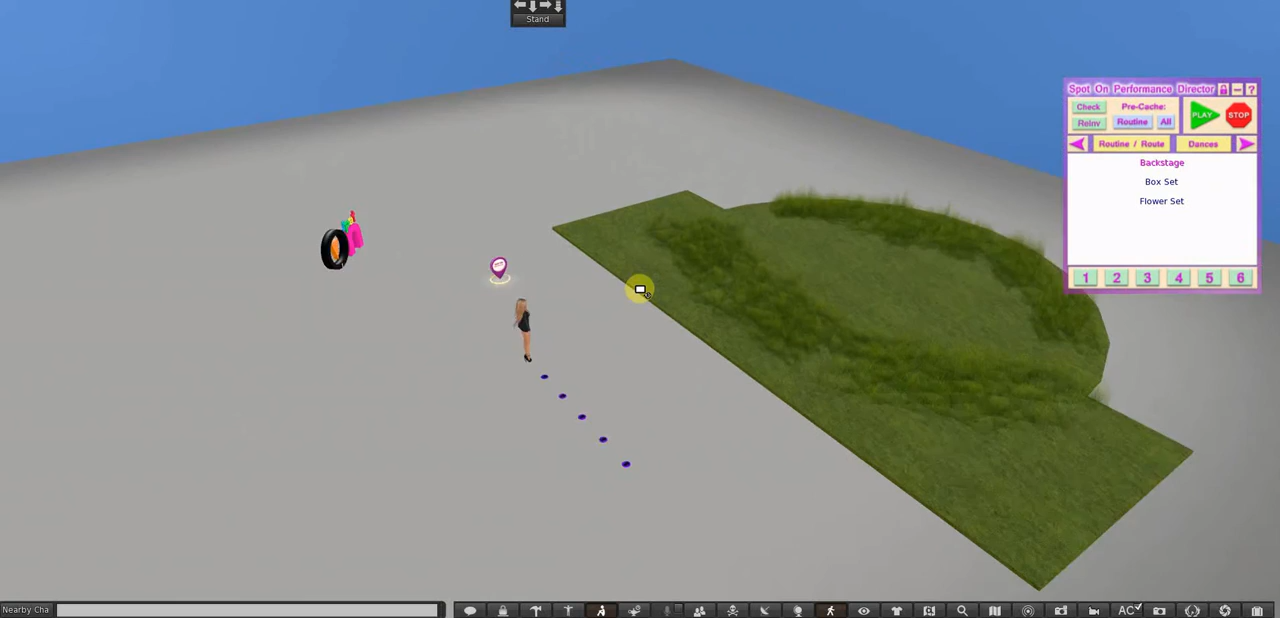 Stand
Spot On Performance Director ?
Check Pre-Cache: PLAY STOP
ReInv Routine All
Routine / Route Dances
Backstage
Box Set
Flower Set
1 2 3 4 5 6
Nearby Cha
AC